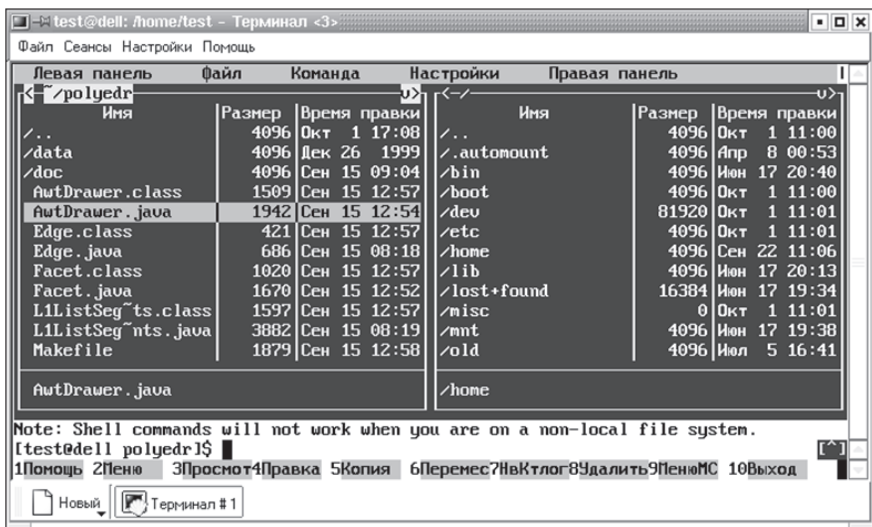 test@dell: /home/test - Терминал <3>
Файл Сеансы Настройки Помощь
Левая панель Файл Команда Настройки Правая панель
<-~/polyedr v> <-/ v>
Имя Размер Время правки Имя Размер Время правки
/.. 4096 Окт 1 17:08 /.. 4096 Окт 1 11:00
/data 4096 Дек 26 1999 /.automount 4096 Апр 8 00:53
/doc 4096 Сен 15 09:04 /bin 4096 Июн 17 20:40
AwtDrawer.class 1509 Сен 15 12:57 /boot 4096 Окт 1 11:00
AwtDrawer.java 1942 Сен 15 12:54 /dev 81920 Окт 1 11:01
Edge.class 421 Сен 15 12:57 /etc 4096 Окт 1 11:01
Edge.java 686 Сен 15 08:18 /home 4096 Сен 22 11:06
Facet.class 1020 Сен 15 12:57 /lib 4096 Июн 17 20:13
Facet.java 1670 Сен 15 12:52 /lost+found 16384 Июн 17 19:34
L1ListSeg~ts.class 1597 Сен 15 12:57 /misc 0 Окт 1 11:01
L1ListSeg~nts.java 3882 Сен 15 08:19 /mnt 4096 Июн 17 19:38
Makefile 1879 Сен 15 12:58 /old 4096 Июл 5 16:41
AwtDrawer.java /home
Note: Shell commands will not work when you are on a non-local file system.
[test@dell polyedr]$ [^]
1Помощь 2Меню 3Просмот4Правка 5Копия 6Перемес7НвКтлог8Удалить9МенюМС 10Выход
Новый Терминал # 1